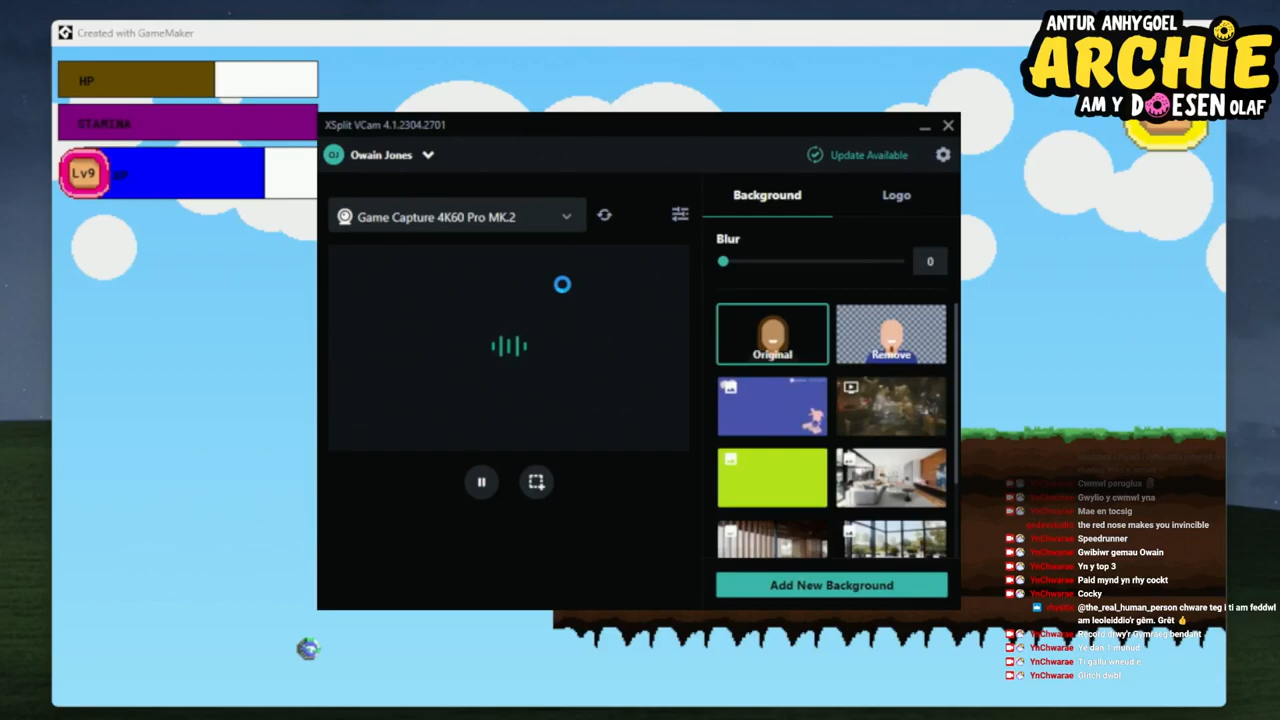 Created with GameMaker
ANTUR ANHYGOEL
ARCHIE
AM Y DOESEN OLAF
HP
STAMINA
Lv9
XP
XSplit VCam 4.1.2304.2701
OJ
Owain Jones
Update Available
Background
Logo
Game Capture 4K60 Pro MK.2
Blur
0
Original
Remove
Add New Background
Cwmwl peruglus
YnChwarae Gwylio y cwmwl yna
YnChwarae Mae en tocsig
the red nose makes you invincible
YnChwarae Speedrunner
YnChwarae Gwibiwr gemau Owain
YnChwarae Yn y top 3
YnChwarae Paid mynd yn rhy cockt
YnChwarae Cocky
@the_real_human_person chware teg i ti am feddwl
am leoleiddio'r gêm. Grêt 👍
YnChwarae Record drwy'r Gymraeg bendant
YnChwarae Ye dan 1 munud
YnChwarae Ti gallu wneud e
YnChwarae Glitch dwbl